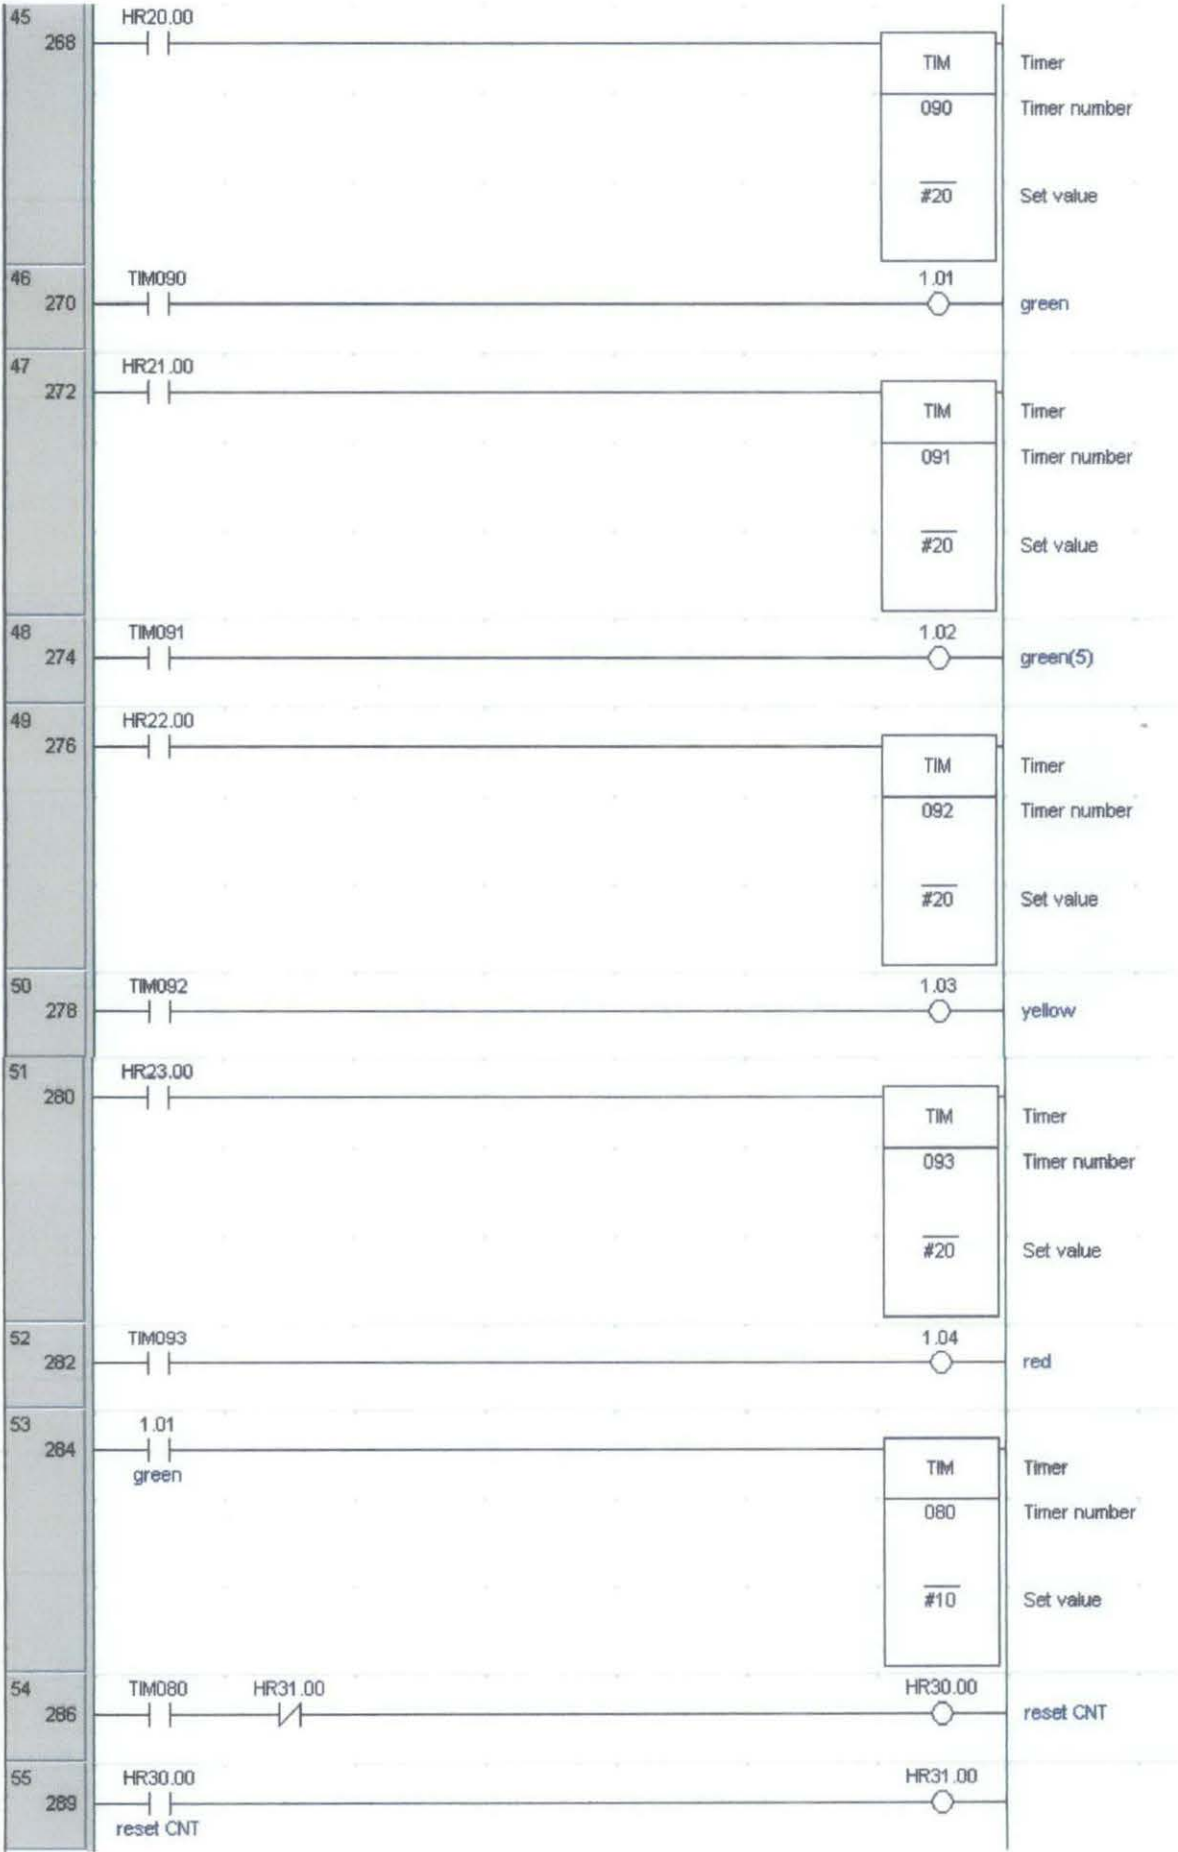 45
HR20.00
268
TIM Timer
090 Timer number
#20 Set value
46
TIM090 1.01
270 green
47
HR21.00
272
TIM Timer
091 Timer number
#20 Set value
48
TIM091 1.02
274 green(5)
49
HR22.00
276
TIM Timer
092 Timer number
#20 Set value
50
TIM092 1.03
278 yellow
51
HR23.00
280
TIM Timer
093 Timer number
#20 Set value
52
TIM093 1.04
282 red
53
1.01
284
green
TIM Timer
080 Timer number
#10 Set value
54
TIM080 HR31.00 HR30.00
286 reset CNT
55
HR30.00 HR31.00
289
reset CNT